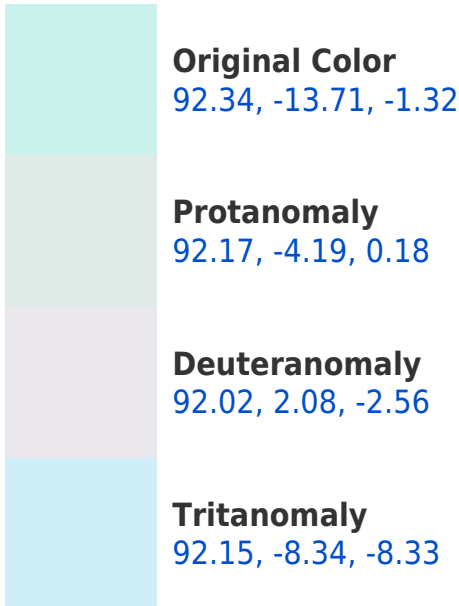 Original Color
92.34, -13.71, -1.32
Protanomaly
92.17, -4.19, 0.18
Deuteranomaly
92.02, 2.08, -2.56
Tritanomaly
92.15, -8.34, -8.33